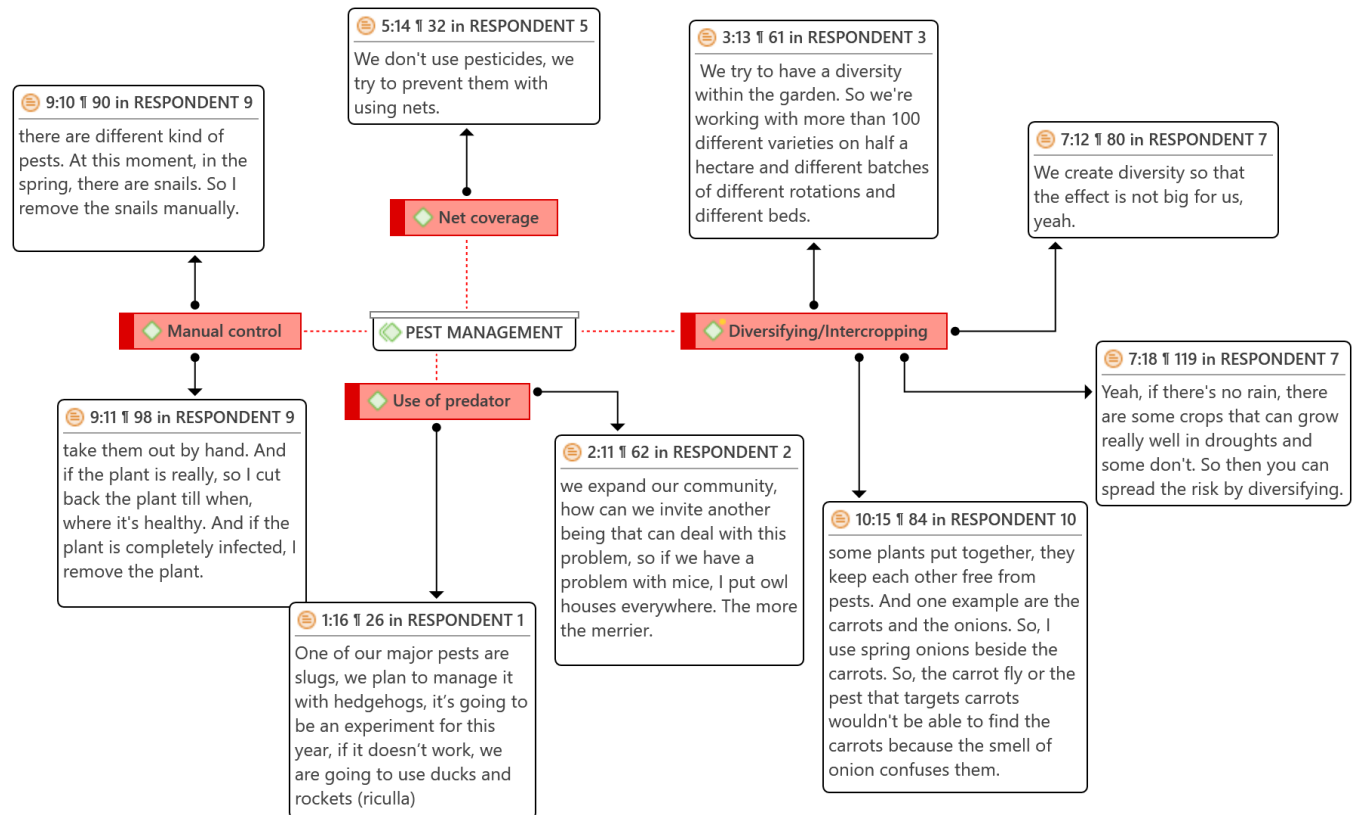 5:14 ¶ 32 in RESPONDENT 5
We don't use pesticides, we
try to prevent them with
using nets.
3:13 ¶ 61 in RESPONDENT 3
We try to have a diversity
within the garden. So we're
working with more than 100
different varieties on half a
hectare and different batches
of different rotations and
different beds.
9:10 ¶ 90 in RESPONDENT 9
there are different kind of
pests. At this moment, in the
spring, there are snails. So I
remove the snails manually.
7:12 ¶ 80 in RESPONDENT 7
We create diversity so that
the effect is not big for us,
yeah.
Net coverage
Manual control
PEST MANAGEMENT
Diversifying/Intercropping
Use of predator
7:18 ¶ 119 in RESPONDENT 7
Yeah, if there's no rain, there
are some crops that can grow
really well in droughts and
some don't. So then you can
spread the risk by diversifying.
9:11 ¶ 98 in RESPONDENT 9
take them out by hand. And
if the plant is really, so I cut
back the plant till when,
where it's healthy. And if the
plant is completely infected, I
remove the plant.
2:11 ¶ 62 in RESPONDENT 2
we expand our community,
how can we invite another
being that can deal with this
problem, so if we have a
problem with mice, I put owl
houses everywhere. The more
the merrier.
10:15 ¶ 84 in RESPONDENT 10
some plants put together, they
keep each other free from
pests. And one example are the
carrots and the onions. So, I
use spring onions beside the
carrots. So, the carrot fly or the
pest that targets carrots
wouldn't be able to find the
carrots because the smell of
onion confuses them.
1:16 ¶ 26 in RESPONDENT 1
One of our major pests are
slugs, we plan to manage it
with hedgehogs, it’s going to
be an experiment for this
year, if it doesn’t work, we
are going to use ducks and
rockets (riculla)